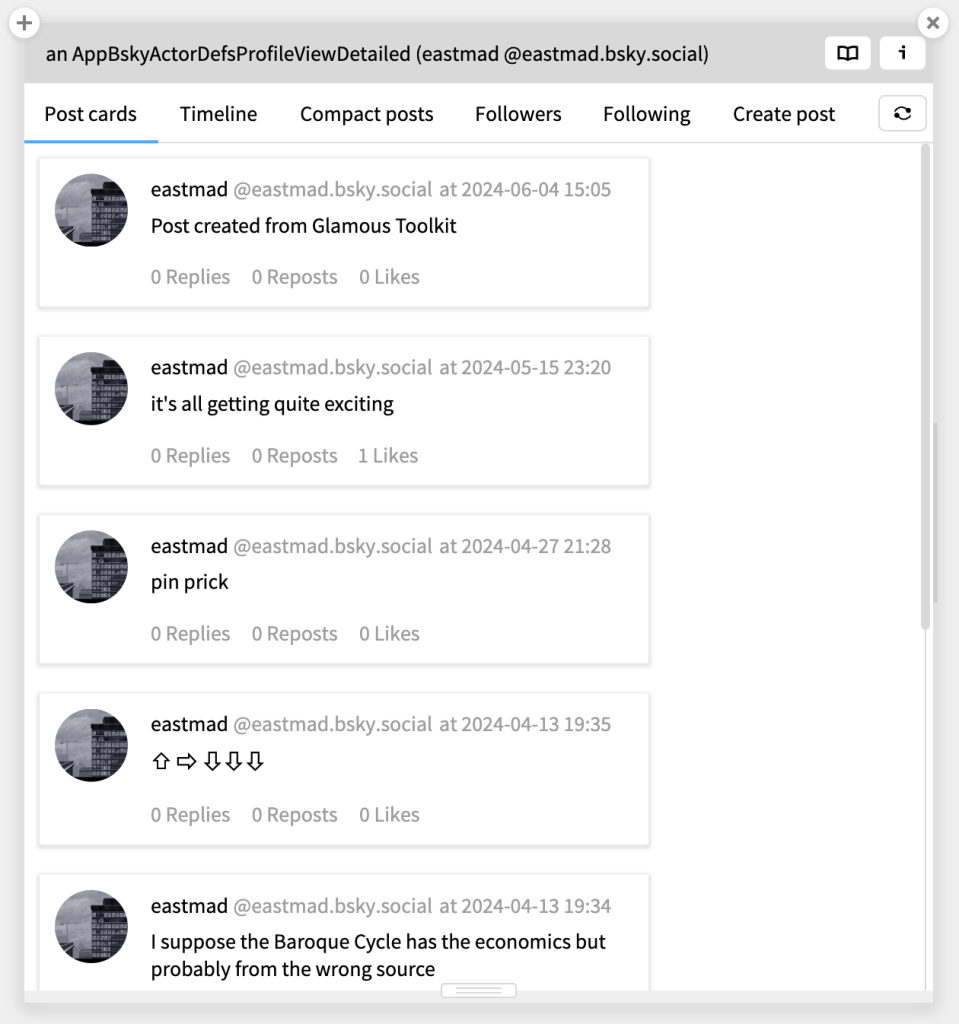 an AppBskyActorDefsProfileViewDetailed (eastmad @eastmad.bsky.social)
Post cards Timeline Compact posts Followers Following Create post
eastmad @eastmad.bsky.social at 2024-06-04 15:05
Post created from Glamous Toolkit
0 Replies 0 Reposts 0 Likes
eastmad @eastmad.bsky.social at 2024-05-15 23:20
it's all getting quite exciting
0 Replies 0 Reposts 1 Likes
eastmad @eastmad.bsky.social at 2024-04-27 21:28
pin prick
0 Replies 0 Reposts 0 Likes
eastmad @eastmad.bsky.social at 2024-04-13 19:35
⇧ ⇨ ⇩ ⇩ ⇩
0 Replies 0 Reposts 0 Likes
eastmad @eastmad.bsky.social at 2024-04-13 19:34
I suppose the Baroque Cycle has the economics but
probably from the wrong source